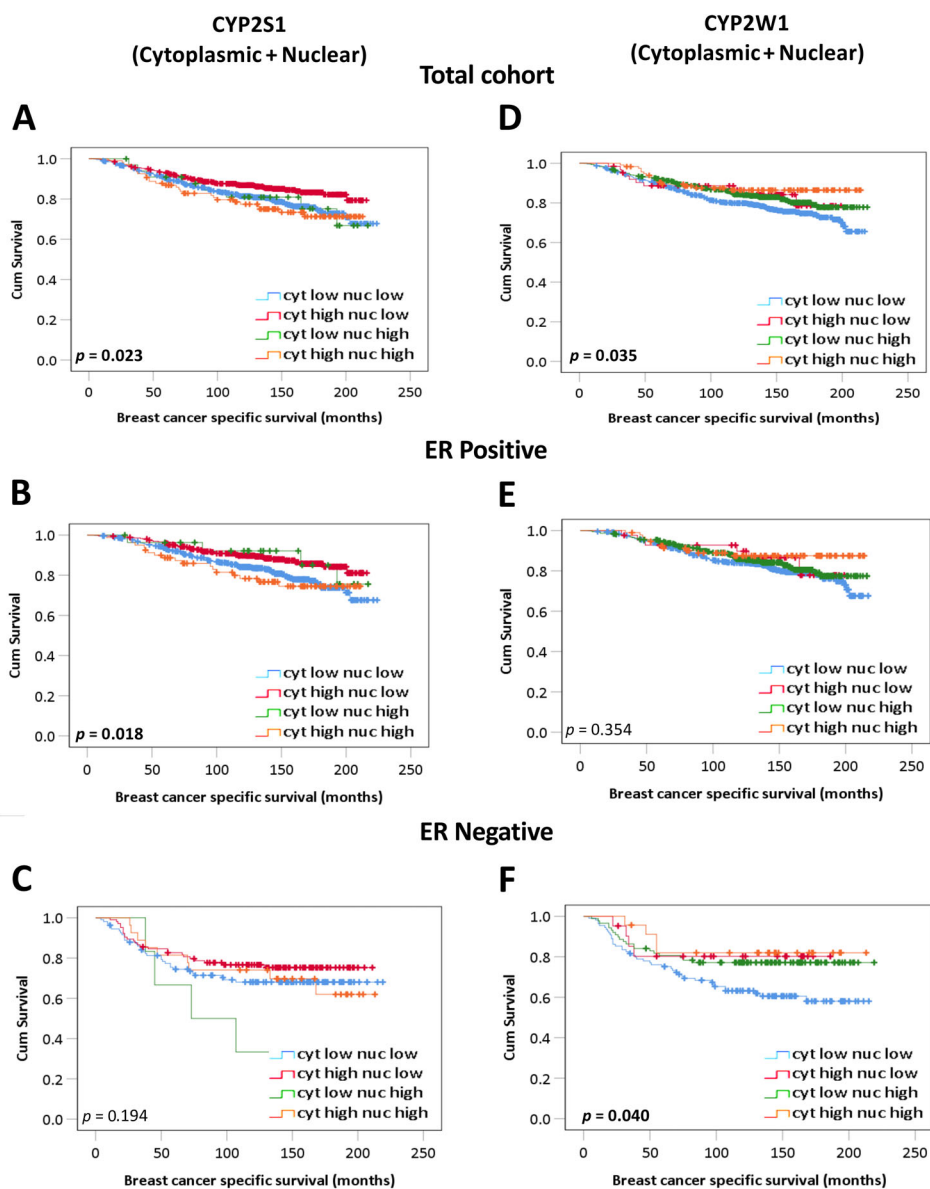 CYP2S1
(Cytoplasmic + Nuclear)
CYP2W1
(Cytoplasmic + Nuclear)
Total cohort
A
Cum Survival
1.0
0.8
0.6
0.4
0.2
0.0
cyt low nuc low
cyt high nuc low
cyt low nuc high
cyt high nuc high
p = 0.023
0 50 100 150 200 250
Breast cancer specific survival (months)
D
Cum Survival
1.0
0.8
0.6
0.4
0.2
0.0
cyt low nuc low
cyt high nuc low
cyt low nuc high
cyt high nuc high
p = 0.035
0 50 100 150 200 250
Breast cancer specific survival (months)
ER Positive
B
Cum Survival
1.0
0.8
0.6
0.4
0.2
0.0
cyt low nuc low
cyt high nuc low
cyt low nuc high
cyt high nuc high
p = 0.018
0 50 100 150 200 250
Breast cancer specific survival (months)
E
Cum Survival
1.0
0.8
0.6
0.4
0.2
0.0
cyt low nuc low
cyt high nuc low
cyt low nuc high
cyt high nuc high
p = 0.354
0 50 100 150 200 250
Breast cancer specific survival (months)
ER Negative
C
Cum Survival
1.0
0.8
0.6
0.4
0.2
0.0
cyt low nuc low
cyt high nuc low
cyt low nuc high
cyt high nuc high
p = 0.194
0 50 100 150 200 250
Breast cancer specific survival (months)
F
Cum Survival
1.0
0.8
0.6
0.4
0.2
0.0
cyt low nuc low
cyt high nuc low
cyt low nuc high
cyt high nuc high
p = 0.040
0 50 100 150 200 250
Breast cancer specific survival (months)